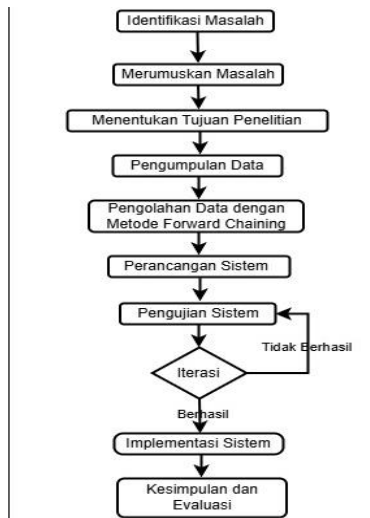 Identifikasi Masalah
Merumuskan Masalah
Menentukan Tujuan Penelitian
Pengumpulan Data
Pengolahan Data dengan
Metode Forward Chaining
Perancangan Sistem
Pengujian Sistem
Tidak Berhasil
Iterasi
Berhasil
Implementasi Sistem
Kesimpulan dan
Evaluasi